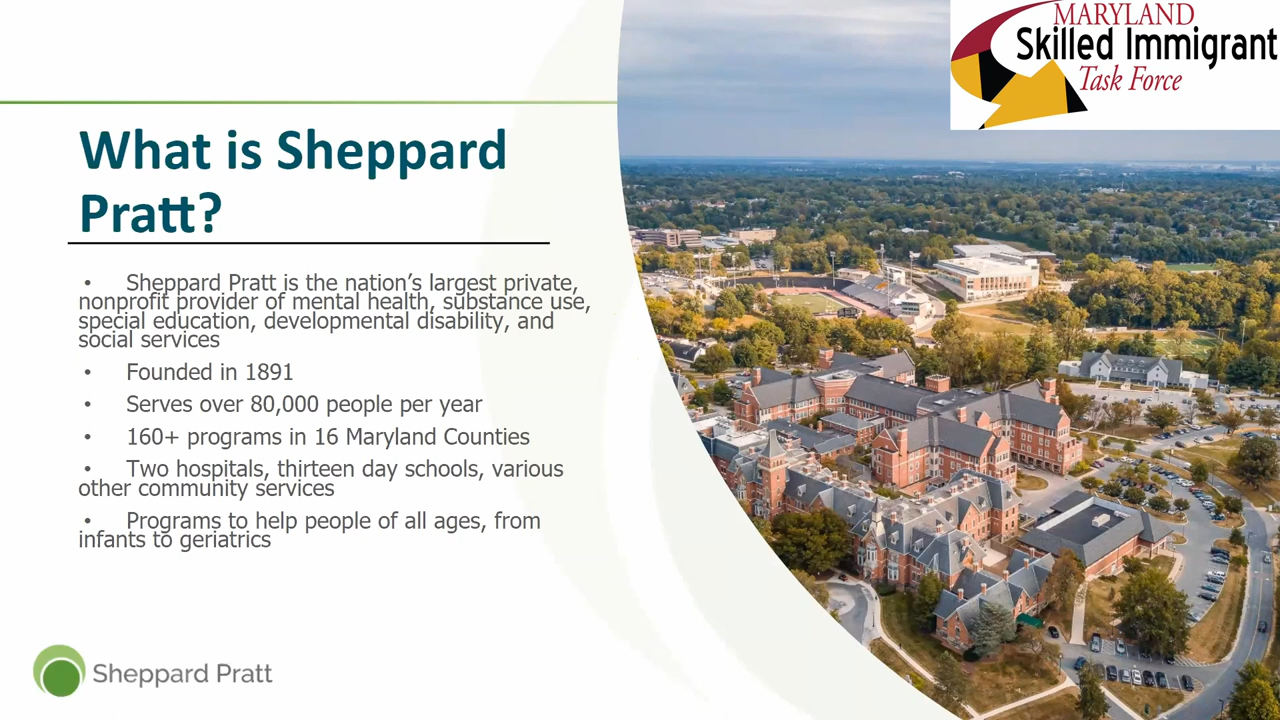 MARYLAND
Skilled Immigrant
Task Force
What is Sheppard
Pratt?
• Sheppard Pratt is the nation's largest private,
nonprofit provider of mental health, substance use,
special education, developmental disability, and
social services
• Founded in 1891
• Serves over 80,000 people per year
• 160+ programs in 16 Maryland Counties
• Two hospitals, thirteen day schools, various
other community services
• Programs to help people of all ages, from
infants to geriatrics
Sheppard Pratt